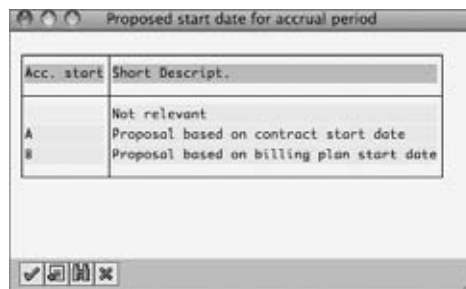 Proposed start date for accrual period
Acc. start Short Descript.
Not relevant
A Proposal based on contract start date
B Proposal based on billing plan start date